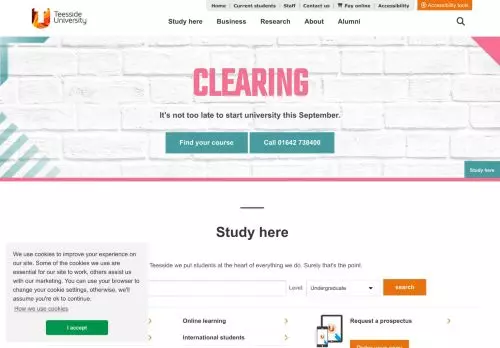 Home Current students Staff Contact us Pay online Accessibility Accessibility tools
Teesside
University
Study here Business Research About Alumni
CLEARING
It's not too late to start university this September.
Find your course Call 01642 738400
Study here
Study here
Teesside we put students at the heart of everything we do. Surely that's the point.
We use cookies to improve your experience on
our site. Some of the cookies we use are
essential for our site to work, others assist us
with our marketing. You can use your browser to
change your cookie settings, otherwise, we'll
assume you're ok to continue.
How we use cookies
I accept
Level: Undergraduate search
Online learning
International students
Request a prospectus